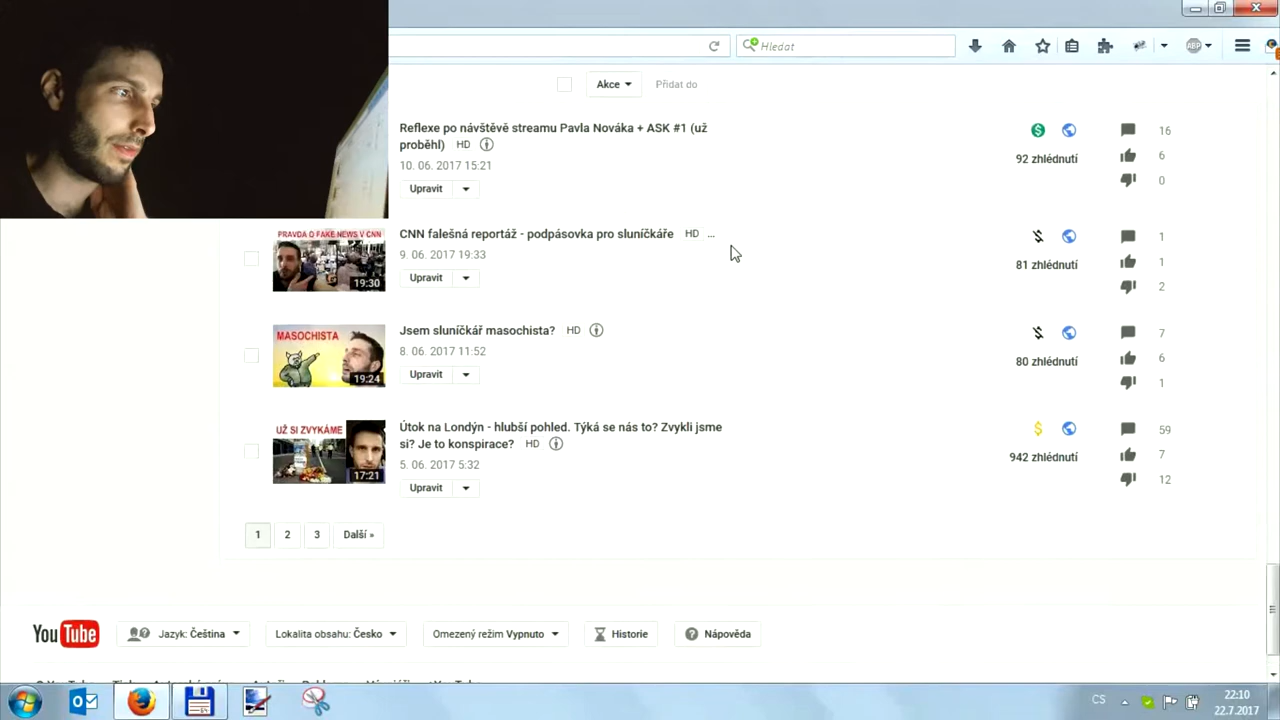 Hledat
Akce
Přidat do
Reflexe po návštěvě streamu Pavla Nováka + ASK #1 (už
proběhl) HD
10. 06. 2017 15:21
Upravit
92 zhlédnutí
16
6
0
PRAVDA O FAKE NEWS V CNN
19:30
CNN falešná reportáž - podpásovka pro sluníčkáře HD ...
9. 06. 2017 19:33
Upravit
81 zhlédnutí
1
1
2
MASOCHISTA
19:24
Jsem sluníčkář masochista? HD
8. 06. 2017 11:52
Upravit
80 zhlédnutí
7
6
1
UŽ SI ZVYKÁME
17:21
Útok na Londýn - hlubší pohled. Týká se nás to? Zvykli jsme
si? Je to konspirace? HD
5. 06. 2017 5:32
Upravit
942 zhlédnutí
59
7
12
1 2 3 Další »
YouTube
Jazyk: Čeština
Lokalita obsahu: Česko
Omezený režim Vypnuto
Historie
Nápověda
CS
22:10
22.7.2017
ABP